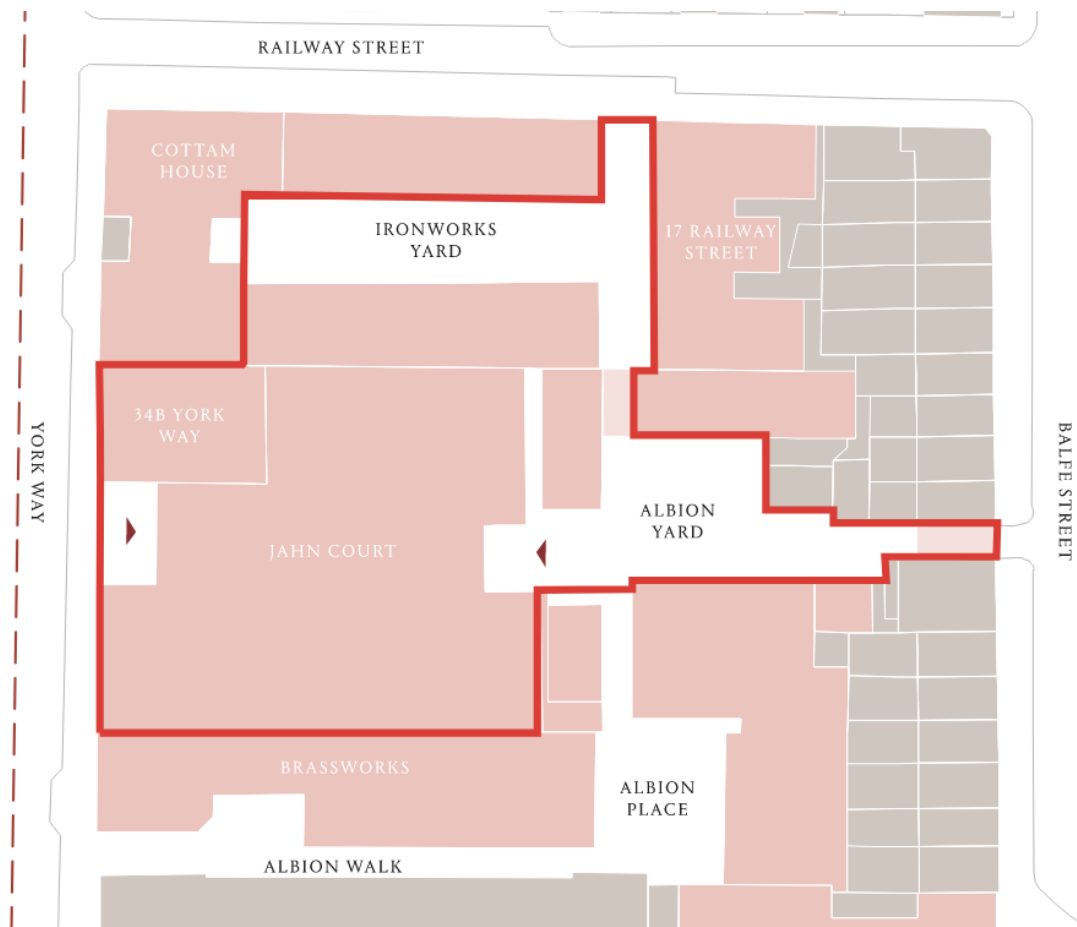 RAILWAY STREET
COTTAM
HOUSE
IRONWORKS
YARD
17 RAILWAY
STREET
34B YORK
WAY
YORK WAY
ALBION
YARD
BALFE STREET
JAHN COURT
BRASSWORKS
ALBION
PLACE
ALBION WALK